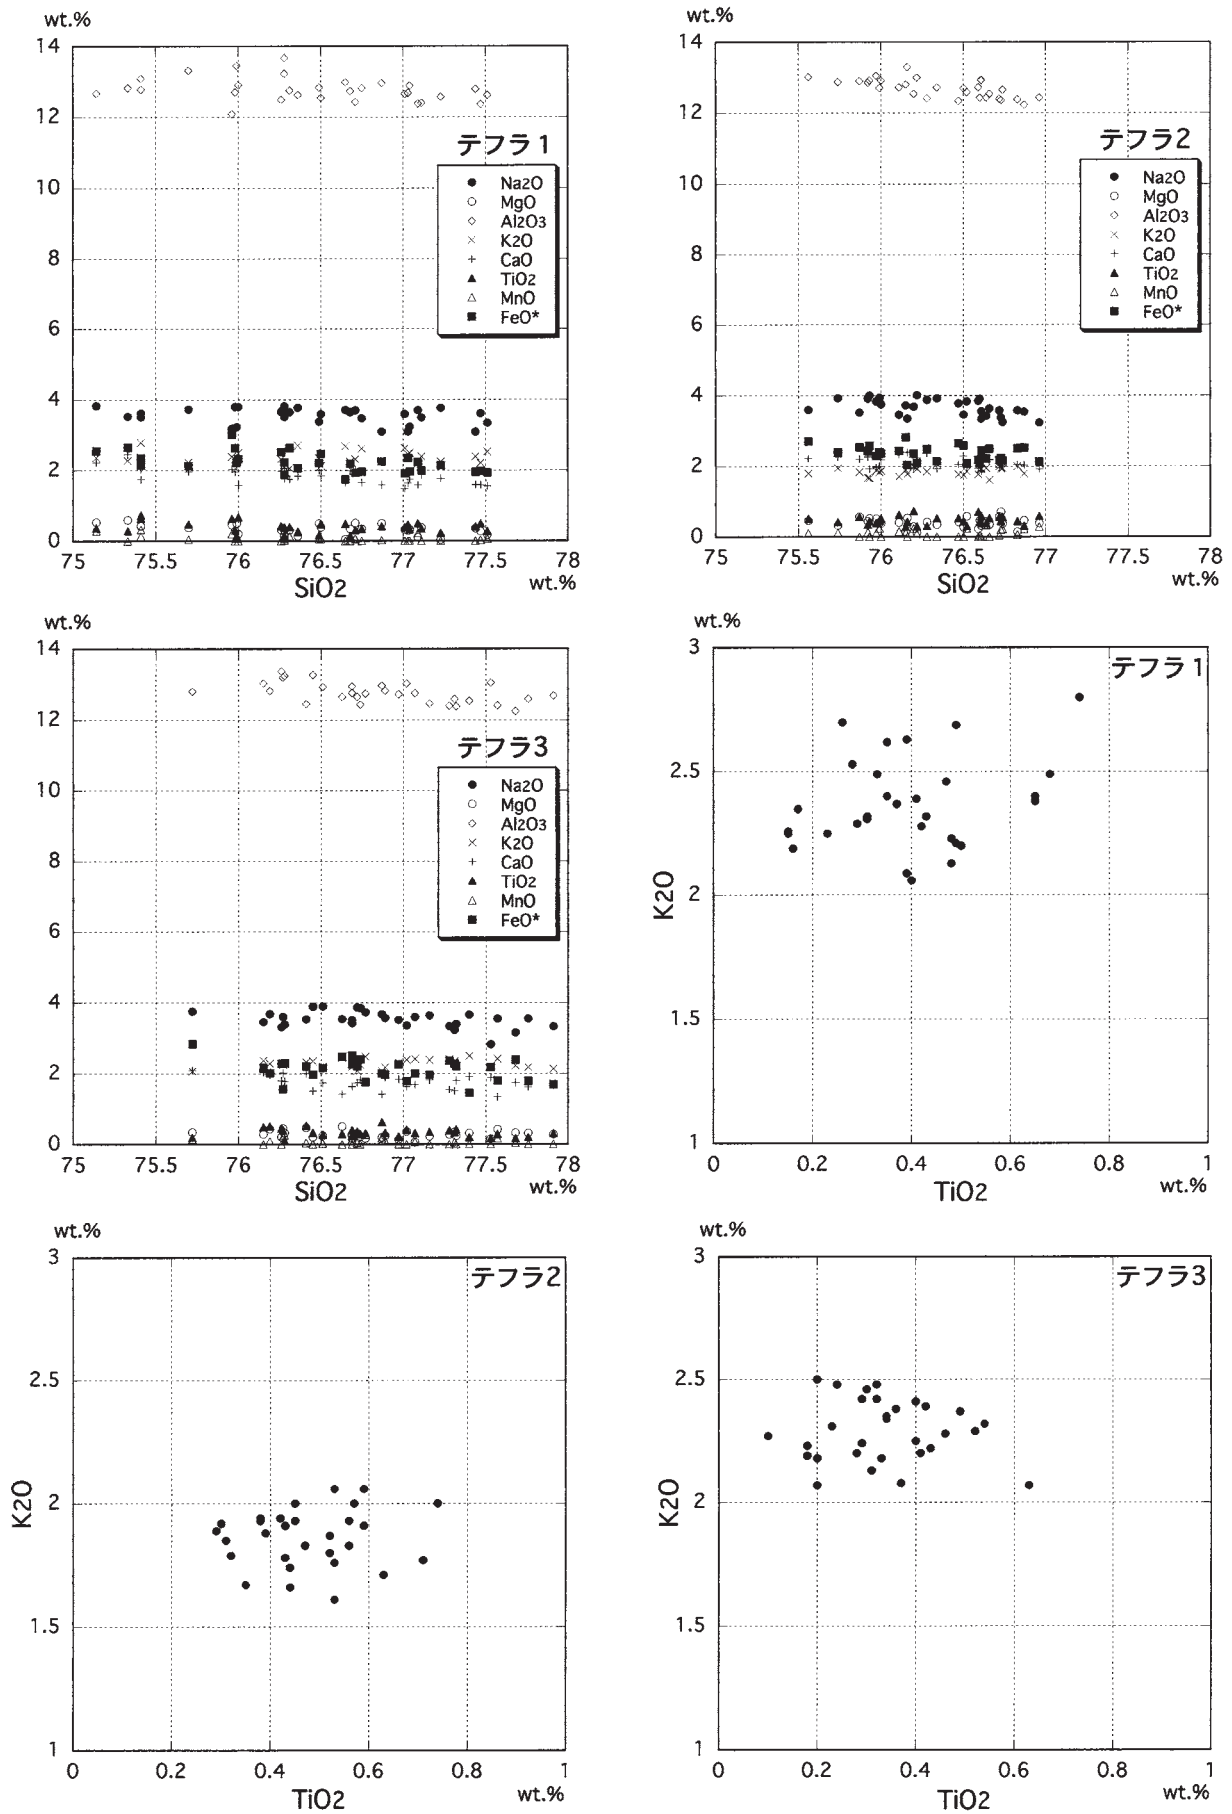 wt.%
14
12
10
8
6
4
2
0
テフラ1
Na2O
MgO
Al2O3
K2O
CaO
TiO2
MnO
FeO*
75 75.5 76 76.5 77 77.5 78
SiO2 wt.%
wt.%
14
12
10
8
6
4
2
0
テフラ2
Na2O
MgO
Al2O3
K2O
CaO
TiO2
MnO
FeO*
75 75.5 76 76.5 77 77.5 78
SiO2 wt.%
wt.%
14
12
10
8
6
4
2
0
テフラ3
Na2O
MgO
Al2O3
K2O
CaO
TiO2
MnO
FeO*
75 75.5 76 76.5 77 77.5 78
SiO2 wt.%
wt.%
3
2.5
2
1.5
1
テフラ1
K2O
0 0.2 0.4 0.6 0.8 1
TiO2 wt.%
wt.%
3
2.5
2
1.5
1
テフラ2
K2O
0 0.2 0.4 0.6 0.8 1
TiO2 wt.%
wt.%
3
2.5
2
1.5
1
テフラ3
K2O
0 0.2 0.4 0.6 0.8 1
TiO2 wt.%